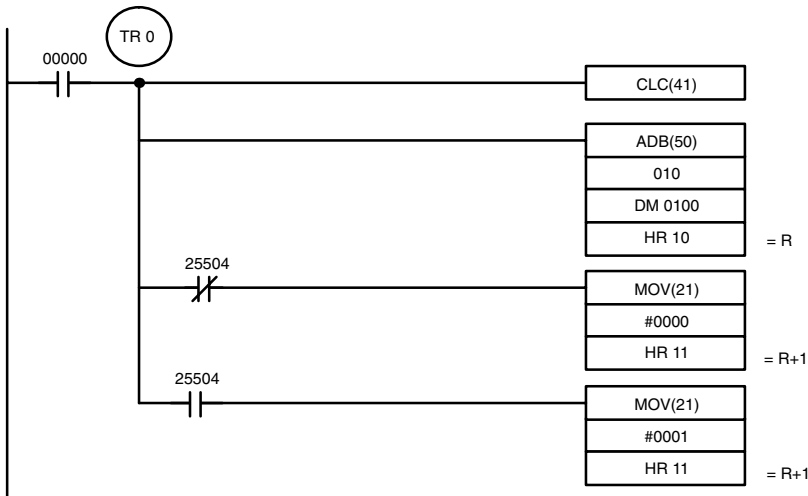 TR 0
00000
CLC(41)
ADB(50)
010
DM 0100
HR 10 = R
25504
MOV(21)
#0000
HR 11 = R+1
25504
MOV(21)
#0001
HR 11 = R+1